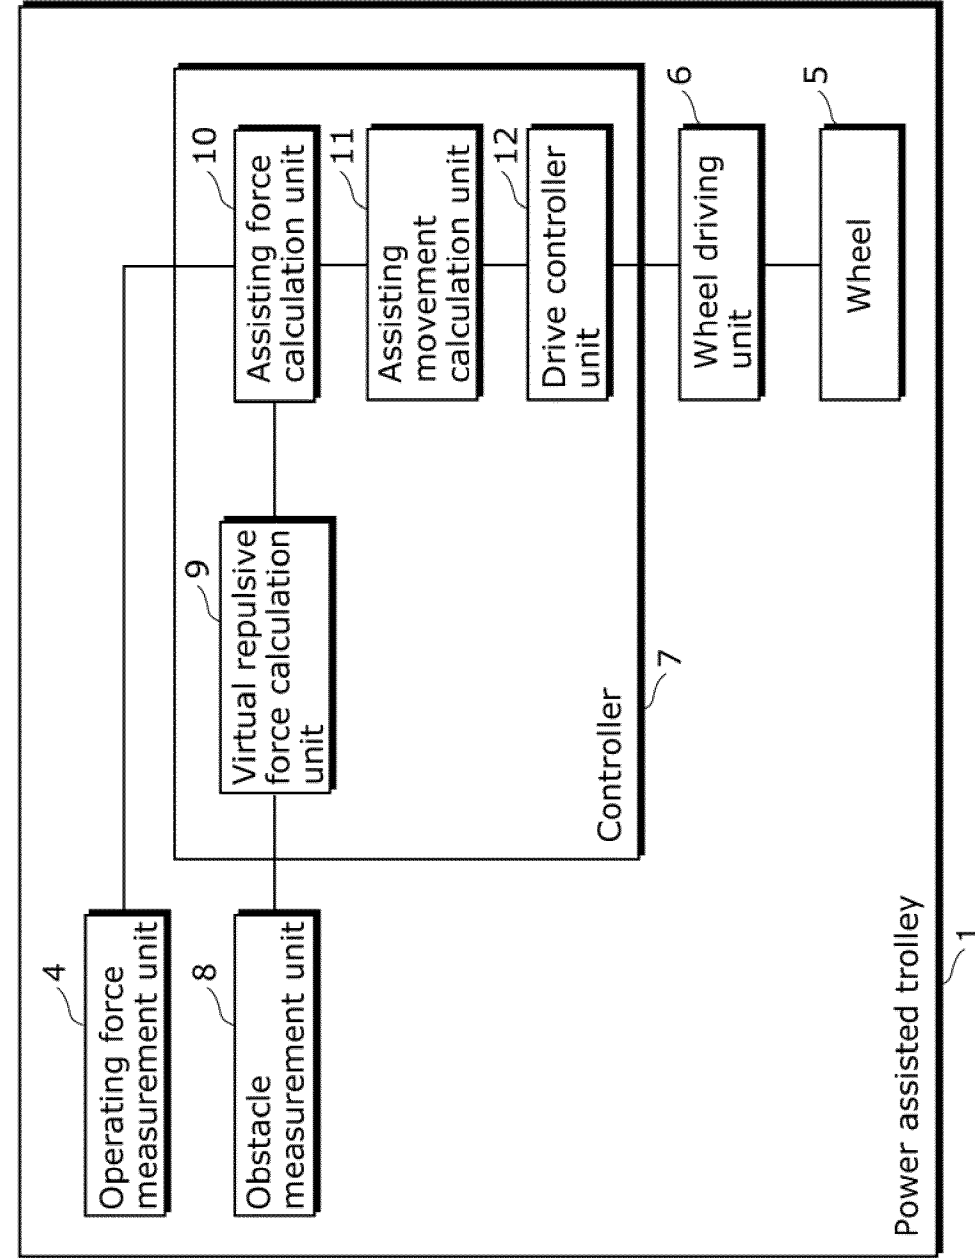 4
Operating force
measurement unit
8
Obstacle
measurement unit
9
Virtual repulsive
force calculation
unit
10
Assisting force
calculation unit
11
Assisting
movement
calculation unit
12
Drive controller
unit
Controller
7
6
Wheel driving
unit
5
Wheel
Power assisted trolley
1